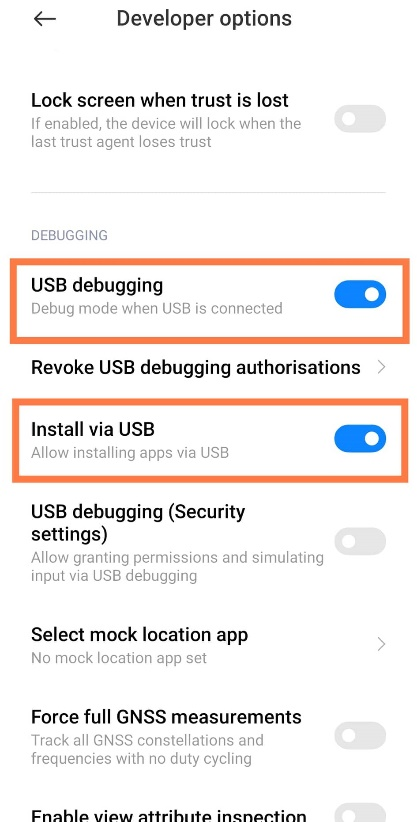 Developer options
Lock screen when trust is lost
If enabled, the device will lock when the
last trust agent loses trust
DEBUGGING
USB debugging
Debug mode when USB is connected
Revoke USB debugging authorisations
Install via USB
Allow installing apps via USB
USB debugging (Security
settings)
Allow granting permissions and simulating
input via USB debugging
Select mock location app
No mock location app set
Force full GNSS measurements
Track all GNSS constellations and
frequencies with no duty cycling
Enable view attribute inspection